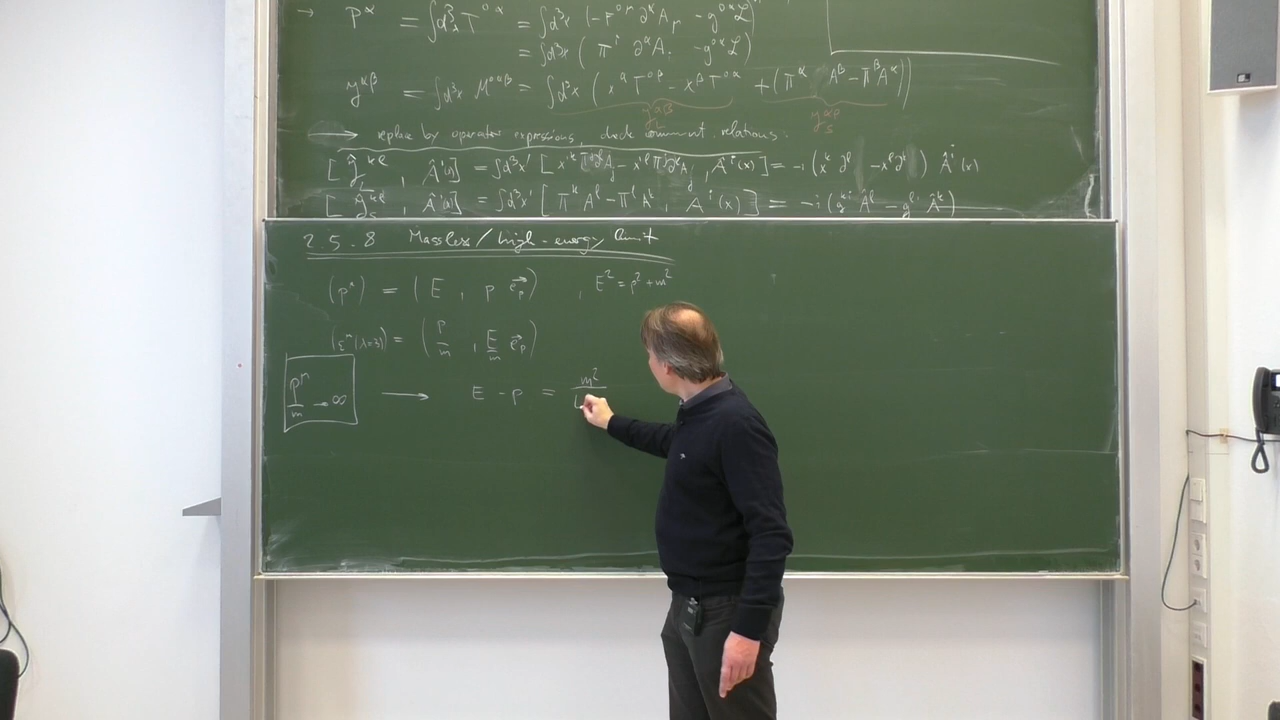 → p^α = ∫d³x T^{0α} = ∫d³x (-F^{0μ} ∂^α A_μ - g^{0α} ℒ)
= ∫d³x (π^i ∂^α A_i - g^{0α} ℒ)
J^{αβ} = ∫d³x M^{0αβ} = ∫d³x (x^α T^{0β} - x^β T^{0α} + (π^α A^β - π^β A^α))
→ replace by operator expressions, check commut. relations:
[Ĵ_L^{kl}, Â^i(x)] = ∫d³x' [x'^k π^j ∂^l A_j - x'^l π^j ∂^k A_j, Â^i(x)] = -i(x^k ∂^l - x^l ∂^k) Â^i(x)
[Ĵ_S^{kl}, Â^i(x)] = ∫d³x' [π^k A^l - π^l A^k, A^i(x)] = -i(g^{ki} Â^l - g^{li} Â^k)
2.5.8 Massless/high-energy limit
(p^μ) = (E, p e⃗_p), E² = p² + m²
(ε^μ(λ=3)) = (p/m, E/m e⃗_p)
p^μ/m → ∞ → E - p = m²